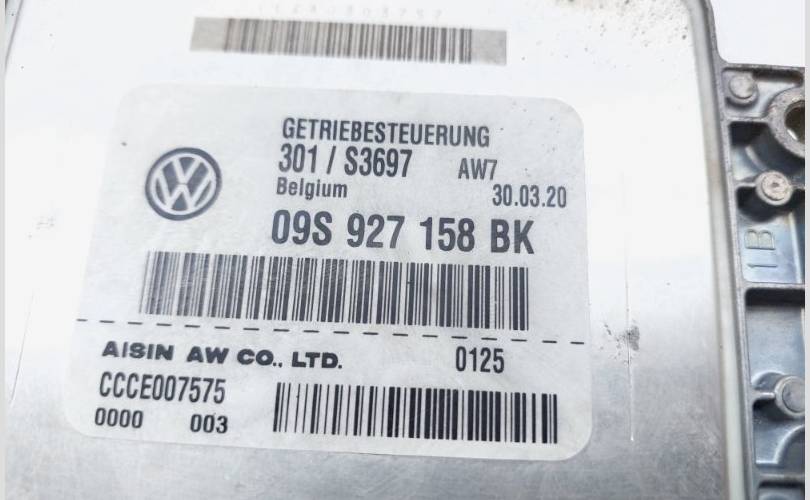 GETRIEBESTEUERUNG
301 / S3697 AW7
Belgium 30.03.20
09S 927 158 BK
AISIN AW CO., LTD. 0125
CCCE007575
0000 003
1B